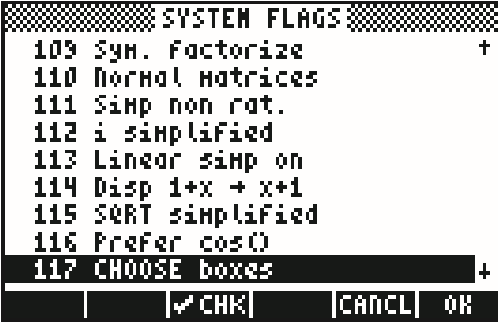 SYSTEM FLAGS
109 Sym. factorize ↑
110 Normal matrices
111 Simp non rat.
112 i simplified
113 Linear simp on
114 Disp 1+x → x+1
115 SQRT simplified
116 Prefer cos()
117 CHOOSE boxes ↓
✓CHK CANCL OK